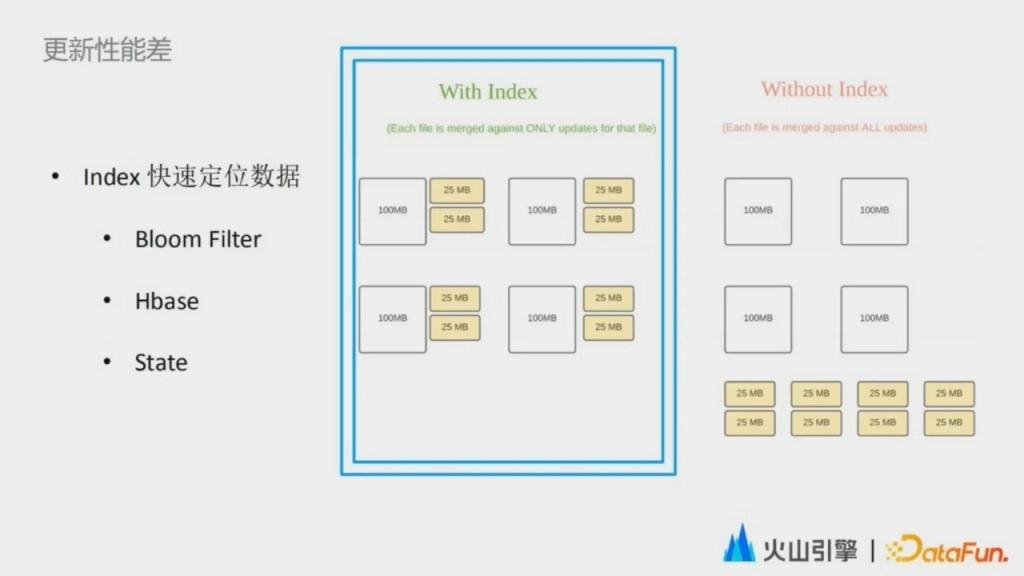 更新性能差
• Index 快速定位数据
• Bloom Filter
• Hbase
• State
With Index
(Each file is merged against ONLY updates for that file)
100MB
25 MB
25 MB
100MB
25 MB
25 MB
100MB
25 MB
25 MB
100MB
25 MB
25 MB
Without Index
(Each file is merged against ALL updates)
100MB
100MB
100MB
100MB
25 MB 25 MB 25 MB 25 MB
25 MB 25 MB 25 MB 25 MB
火山引擎 | DataFun.